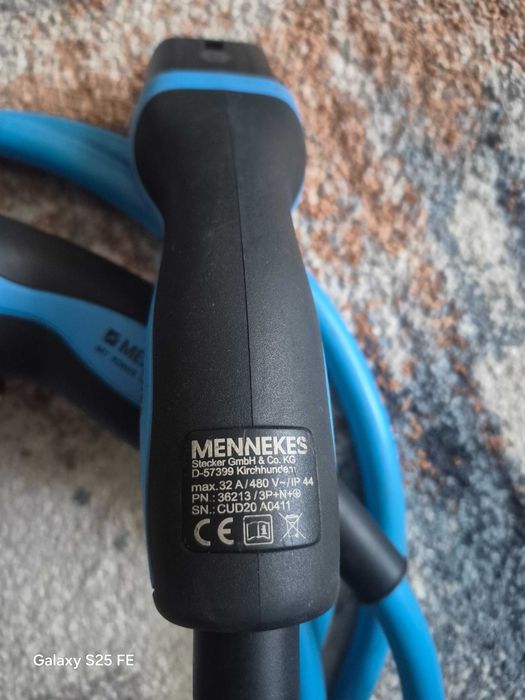 MENNEKES
Stecker GmbH & Co. KG
D-57399 Kirchhundem
max. 32 A / 480 V~ / IP 44
PN.: 36213 / 3P+N+⏚
SN.: CUD20 A0411
CE
Galaxy S25 FE